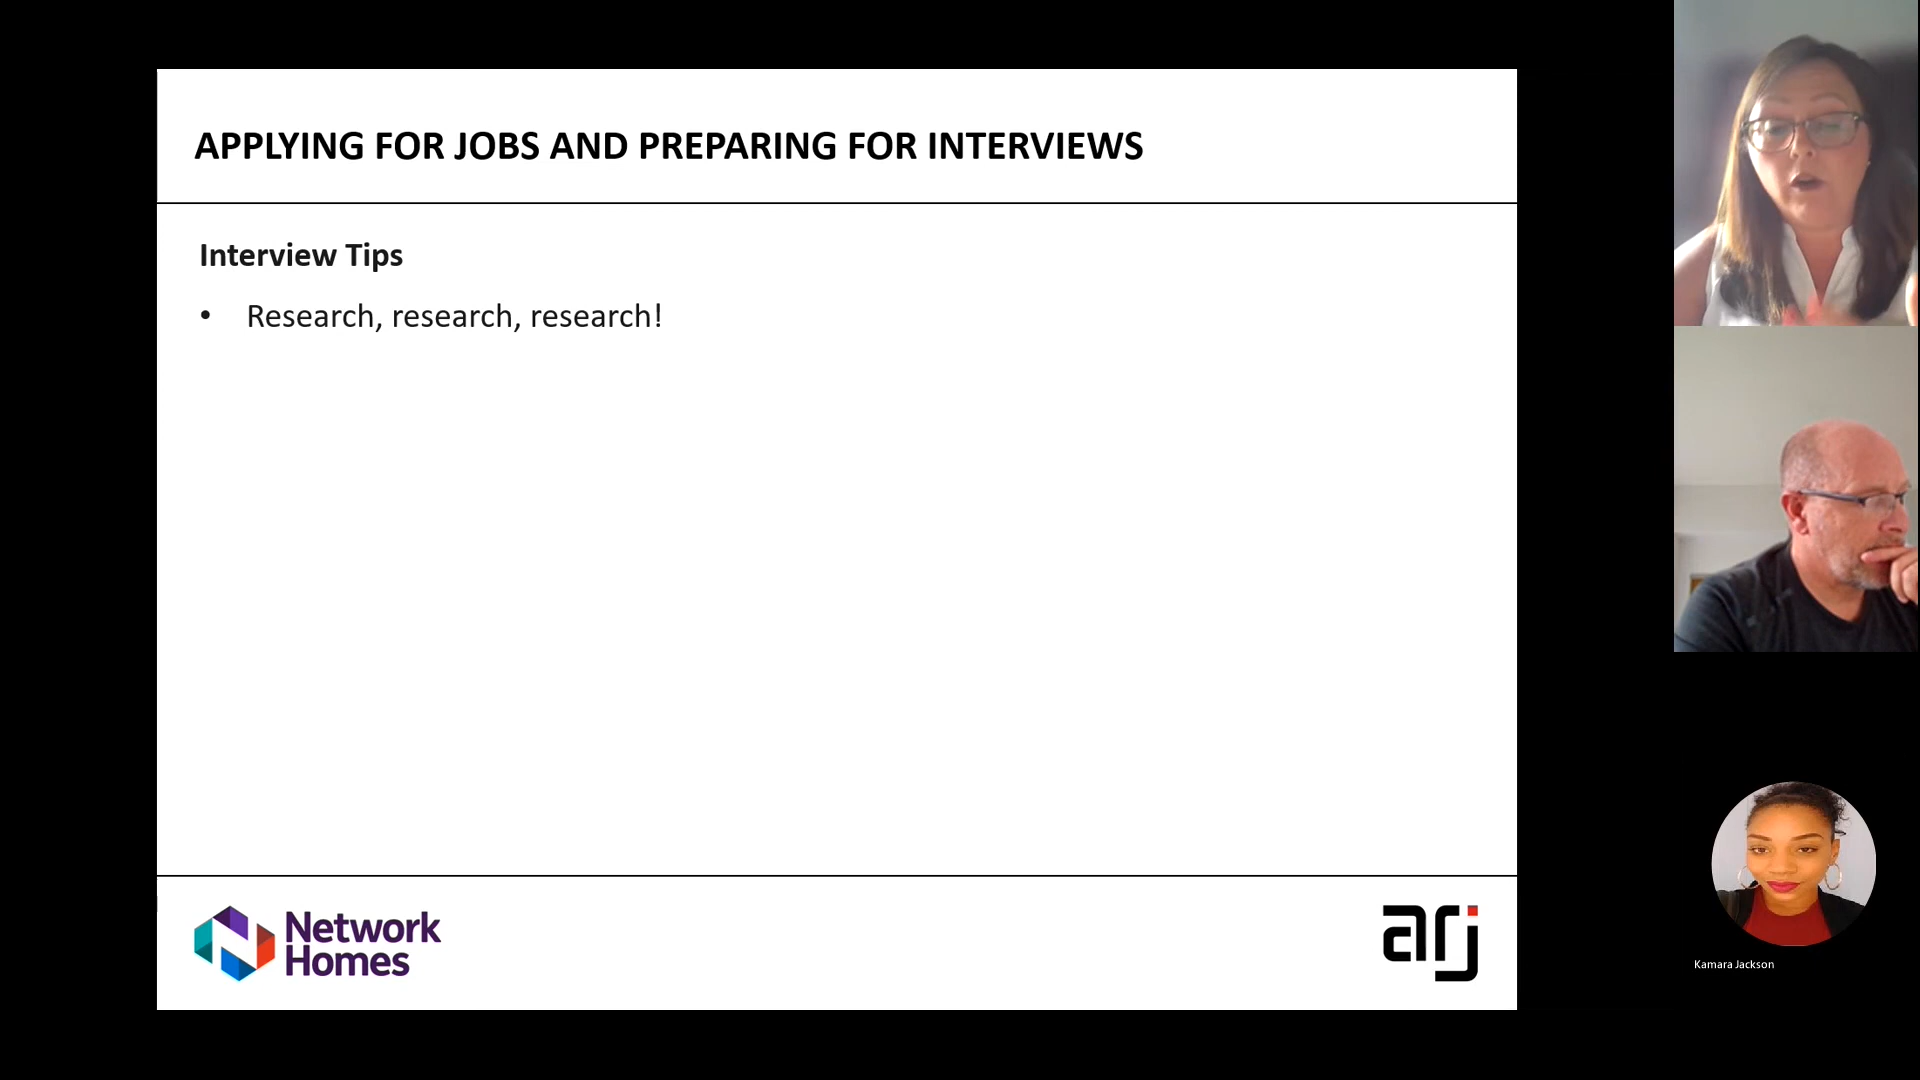 APPLYING FOR JOBS AND PREPARING FOR INTERVIEWS
Interview Tips
• Research, research, research!
Network
Homes
arj
Kamara Jackson